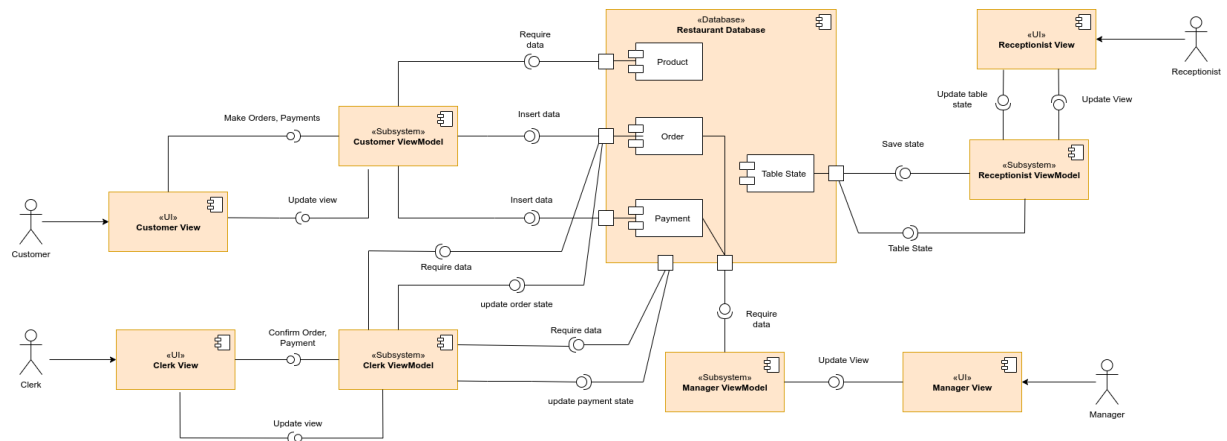 «Database»
Restaurant Database
Product
Order
Table State
Payment
Require
data
Insert data
Insert data
Make Orders, Payments
«Subsystem»
Customer ViewModel
«UI»
Customer View
Update view
Customer
«UI»
Receptionist View
Receptionist
Update table
state
Update View
Save state
«Subsystem»
Receptionist ViewModel
Table State
Require data
update order state
Clerk
«UI»
Clerk View
Confirm Order,
Payment
«Subsystem»
Clerk ViewModel
Require
data
update payment state
Update view
Require
data
«Subsystem»
Manager ViewModel
Update View
«UI»
Manager View
Manager